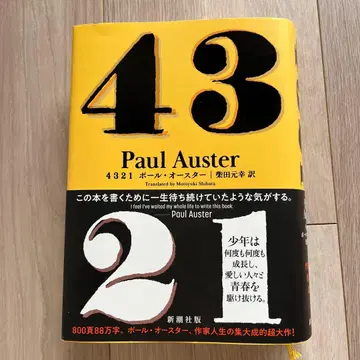 43
Paul Auster
4321 ポール・オースター | 柴田元幸 訳
Translated by Motoyuki Shibata
この本を書くために一生待ち続けていたような気がする。
I feel I've waited my whole life to write this book.
Paul Auster
21
少年は
何度も何度も
成長し、
愛しい人々と
青春を
駆け抜ける。
新潮社版
800頁88万字。ポール・オースター、作家人生の集大成的超大作!